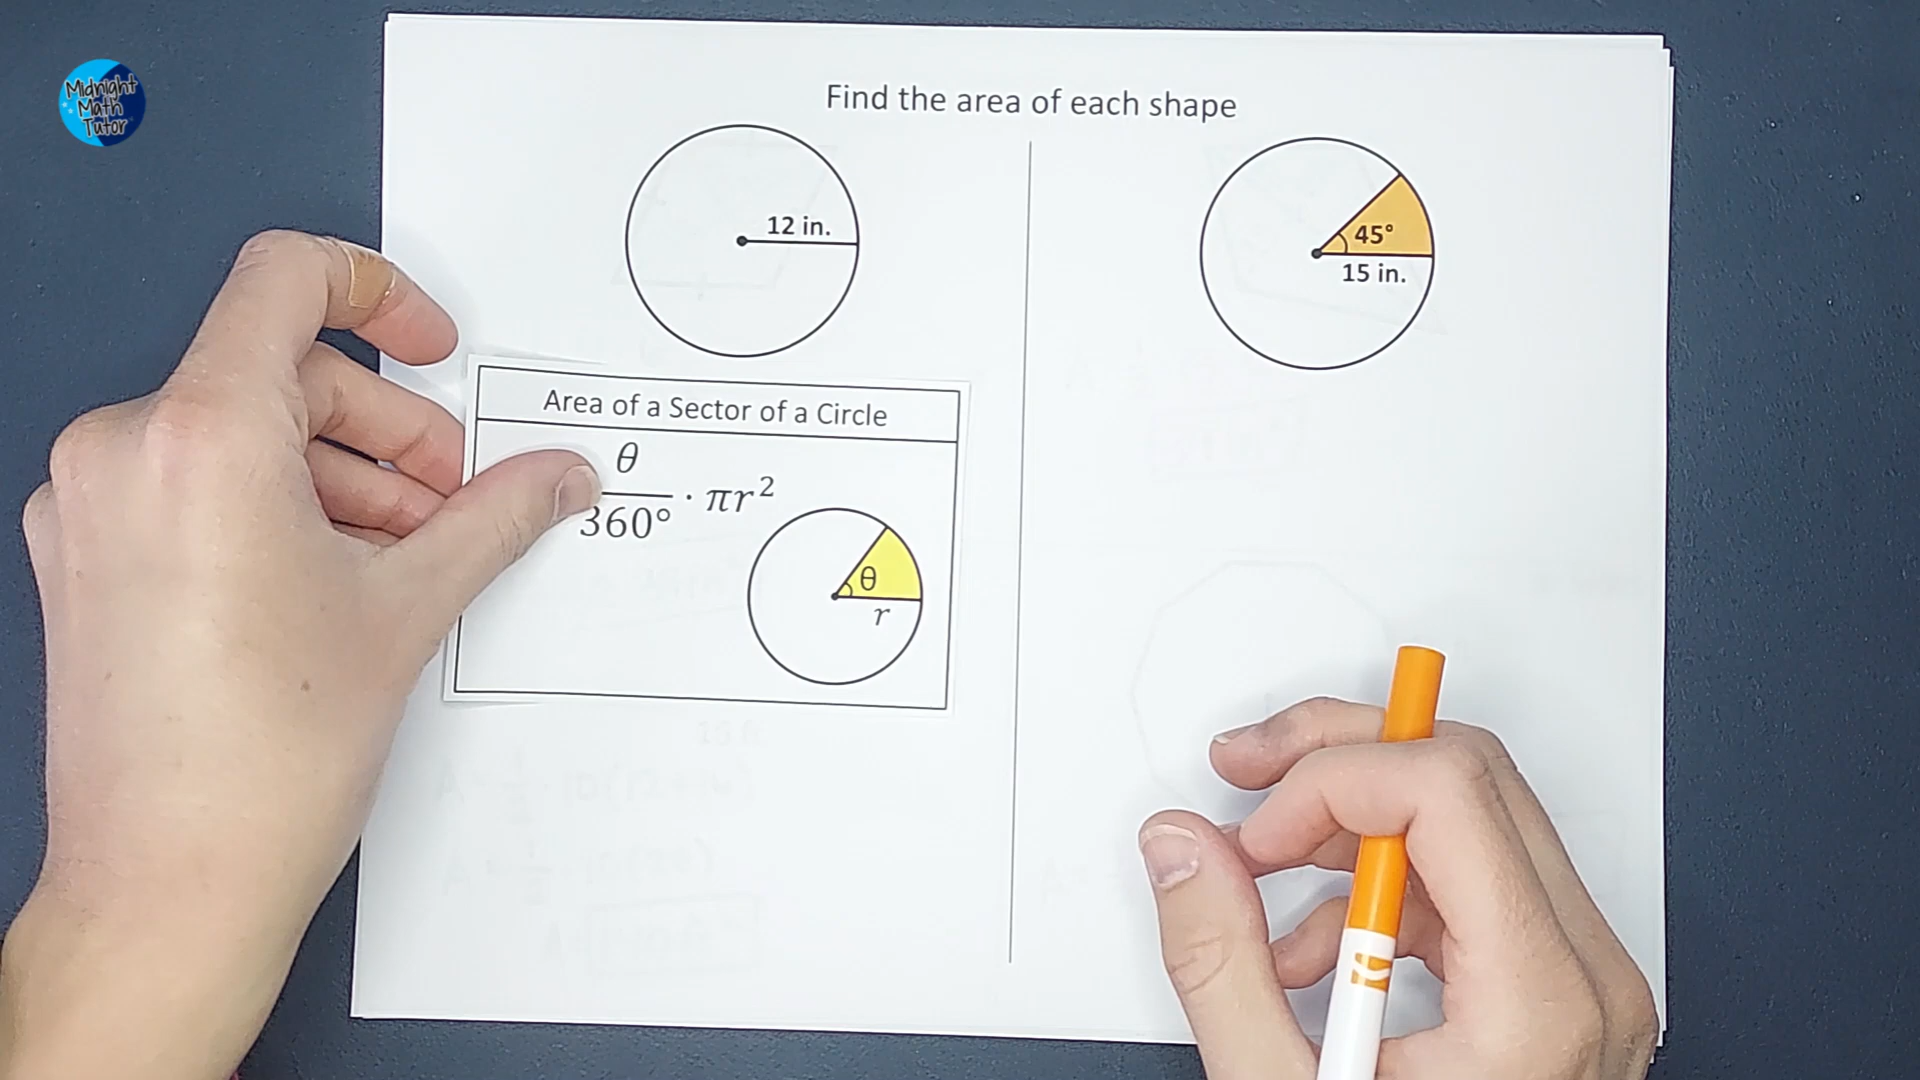 Midnight
Math
Tutor
Find the area of each shape
12 in.
45°
15 in.
Area of a Sector of a Circle
θ
360° · πr²
θ
r